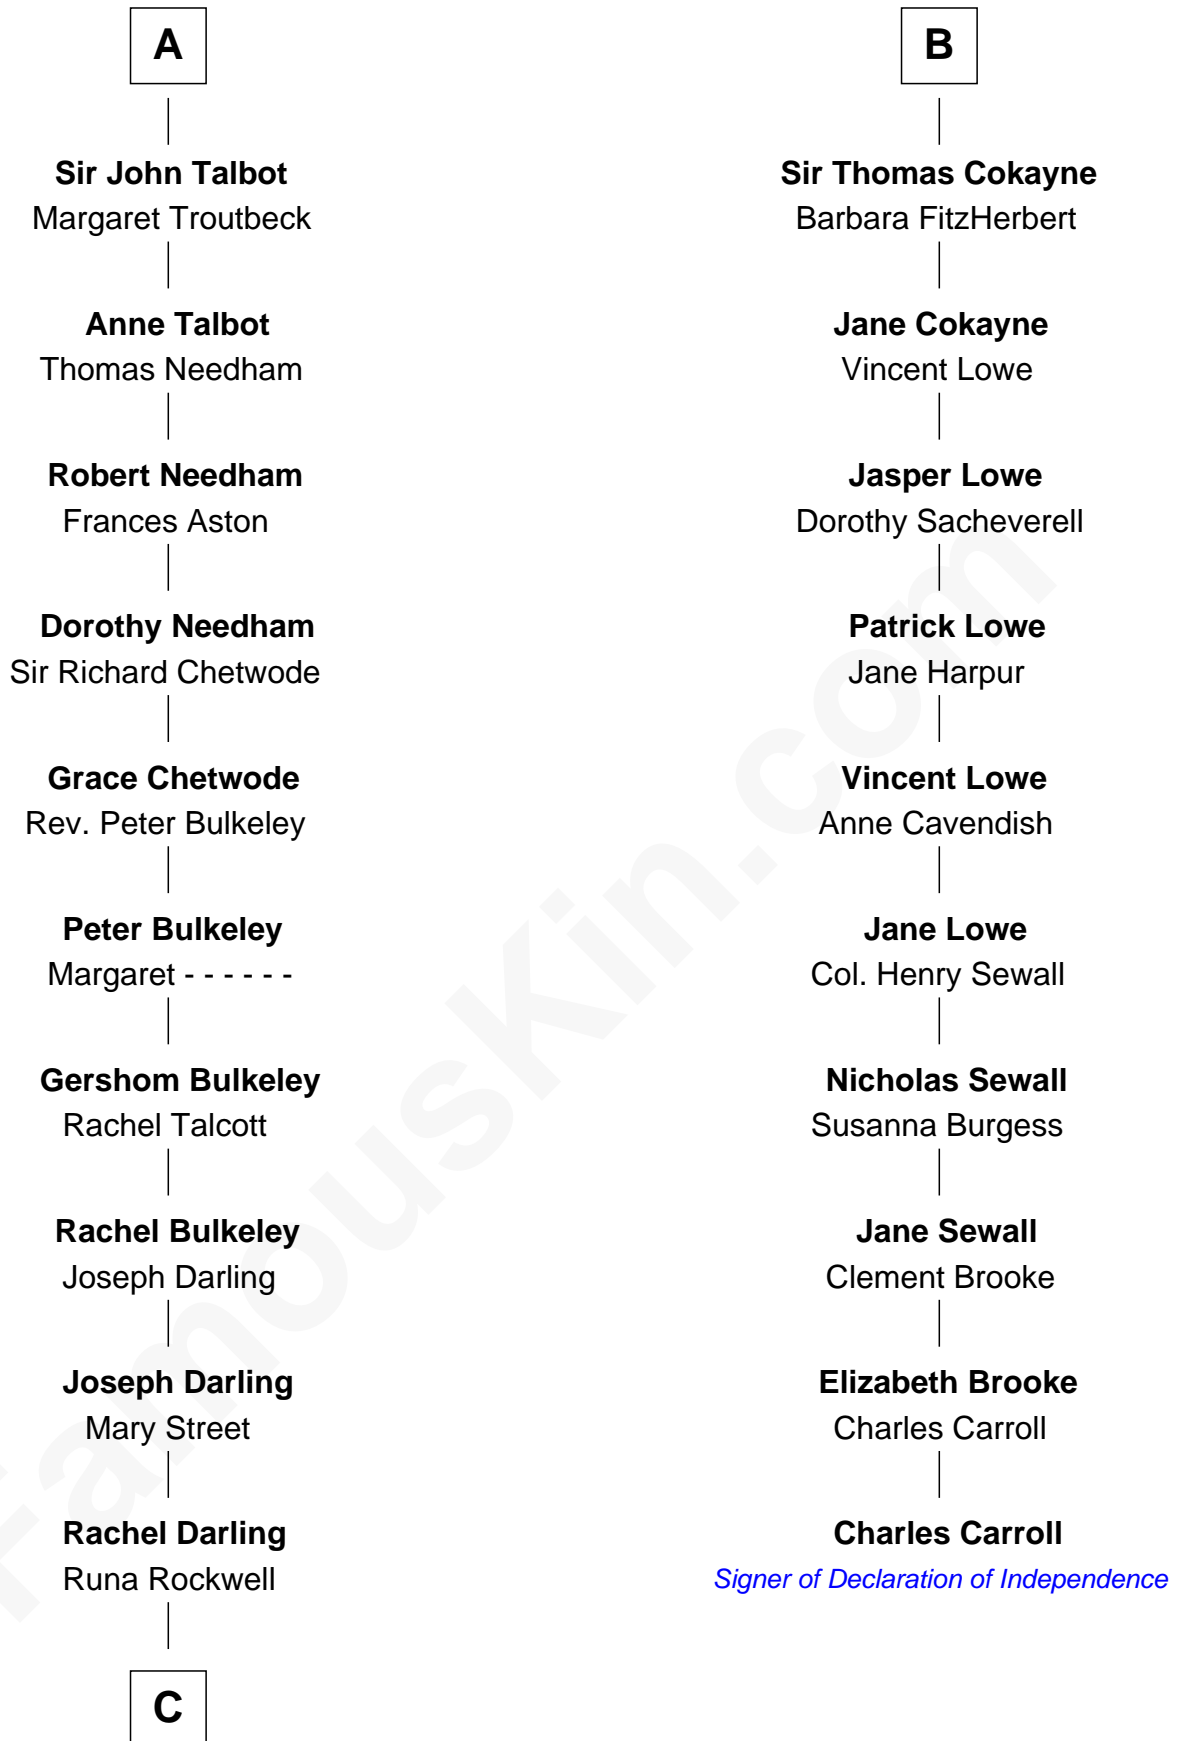 A
Sir John Talbot
Margaret Troutbeck
Anne Talbot
Thomas Needham
Robert Needham
Frances Aston
Dorothy Needham
Sir Richard Chetwode
Grace Chetwode
Rev. Peter Bulkeley
Peter Bulkeley
Margaret - - - - - -
Gershom Bulkeley
Rachel Talcott
Rachel Bulkeley
Joseph Darling
Joseph Darling
Mary Street
Rachel Darling
Runa Rockwell
C
B
Sir Thomas Cokayne
Barbara FitzHerbert
Jane Cokayne
Vincent Lowe
Jasper Lowe
Dorothy Sacheverell
Patrick Lowe
Jane Harpur
Vincent Lowe
Anne Cavendish
Jane Lowe
Col. Henry Sewall
Nicholas Sewall
Susanna Burgess
Jane Sewall
Clement Brooke
Elizabeth Brooke
Charles Carroll
Charles Carroll
Signer of Declaration of Independence
FamousKin.com